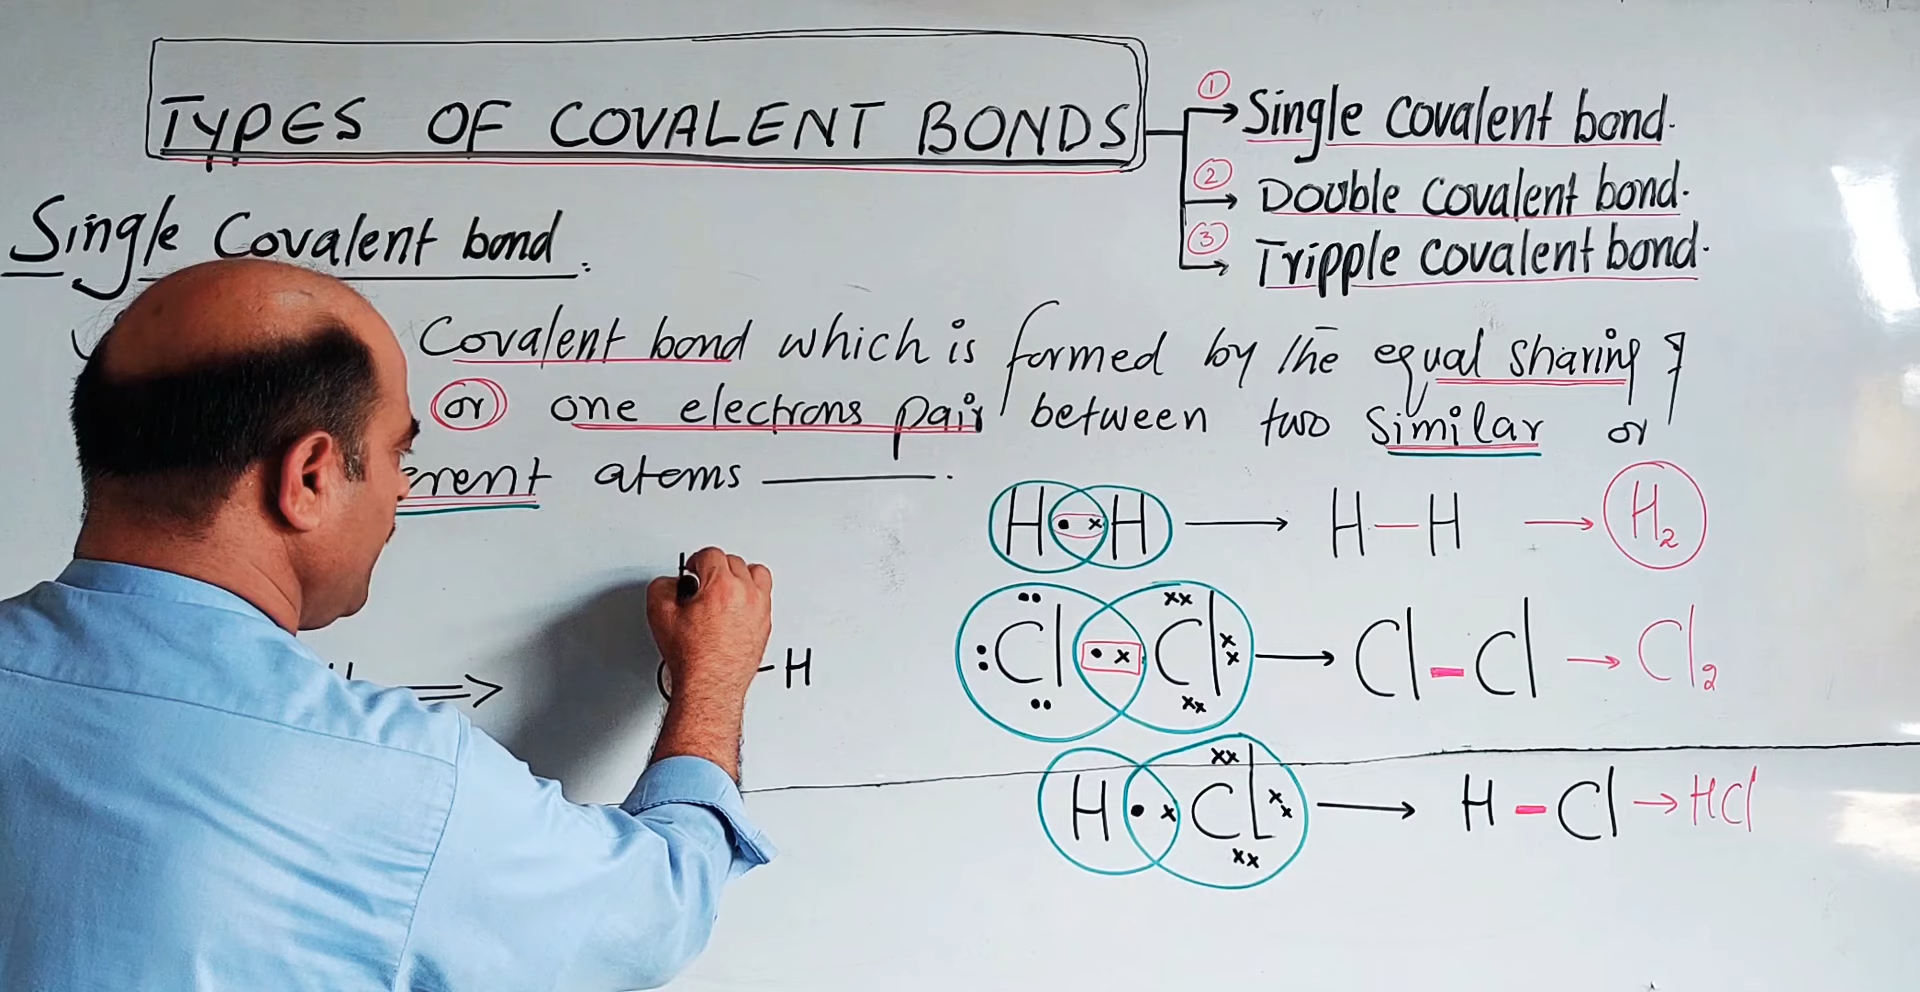 TYPES OF COVALENT BONDS
① Single covalent bond.
② Double covalent bond.
③ Tripple covalent bond.
Single Covalent bond.
Covalent bond which is formed by the equal sharing of
or one electrons pair between two similar or
erent atoms
H • x H → H — H → H₂
:Cl • x Cl → Cl - Cl → Cl₂
H • x Cl → H - Cl → HCl
- H